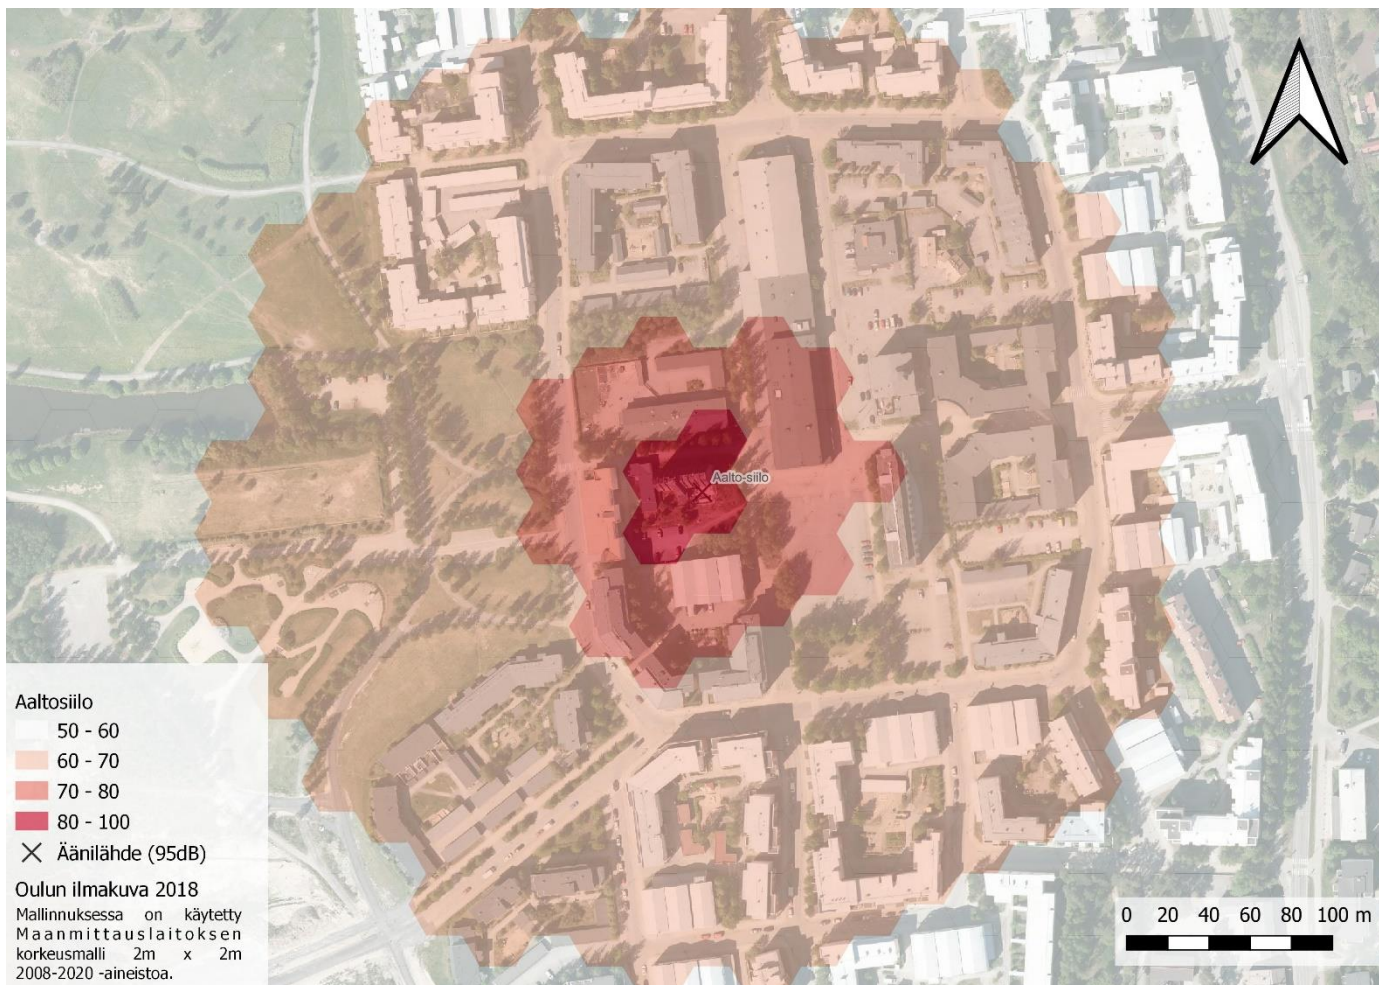 Aalto-siilo
Aaltosiilo
50 - 60
60 - 70
70 - 80
80 - 100
Äänilähde (95dB)
Oulun ilmakuva 2018
Mallinnuksessa on käytetty
Maanmittauslaitoksen
korkeusmalli 2m x 2m
2008-2020 -aineistoa.
0 20 40 60 80 100 m